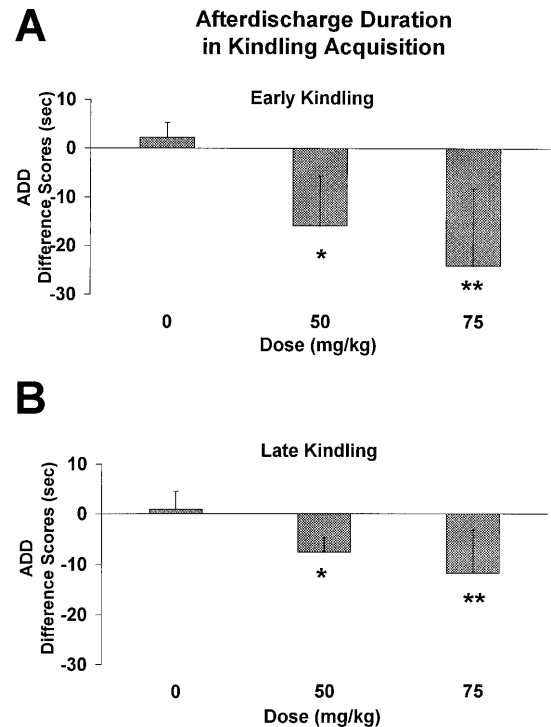 A
Afterdischarge Duration
in Kindling Acquisition
Early Kindling
ADD
Difference Scores (sec)
10
0
-10
-20
-30
*
**
0 50 75
Dose (mg/kg)
B
Late Kindling
ADD
Difference Scores (sec)
10
0
-10
-20
-30
*
**
0 50 75
Dose (mg/kg)